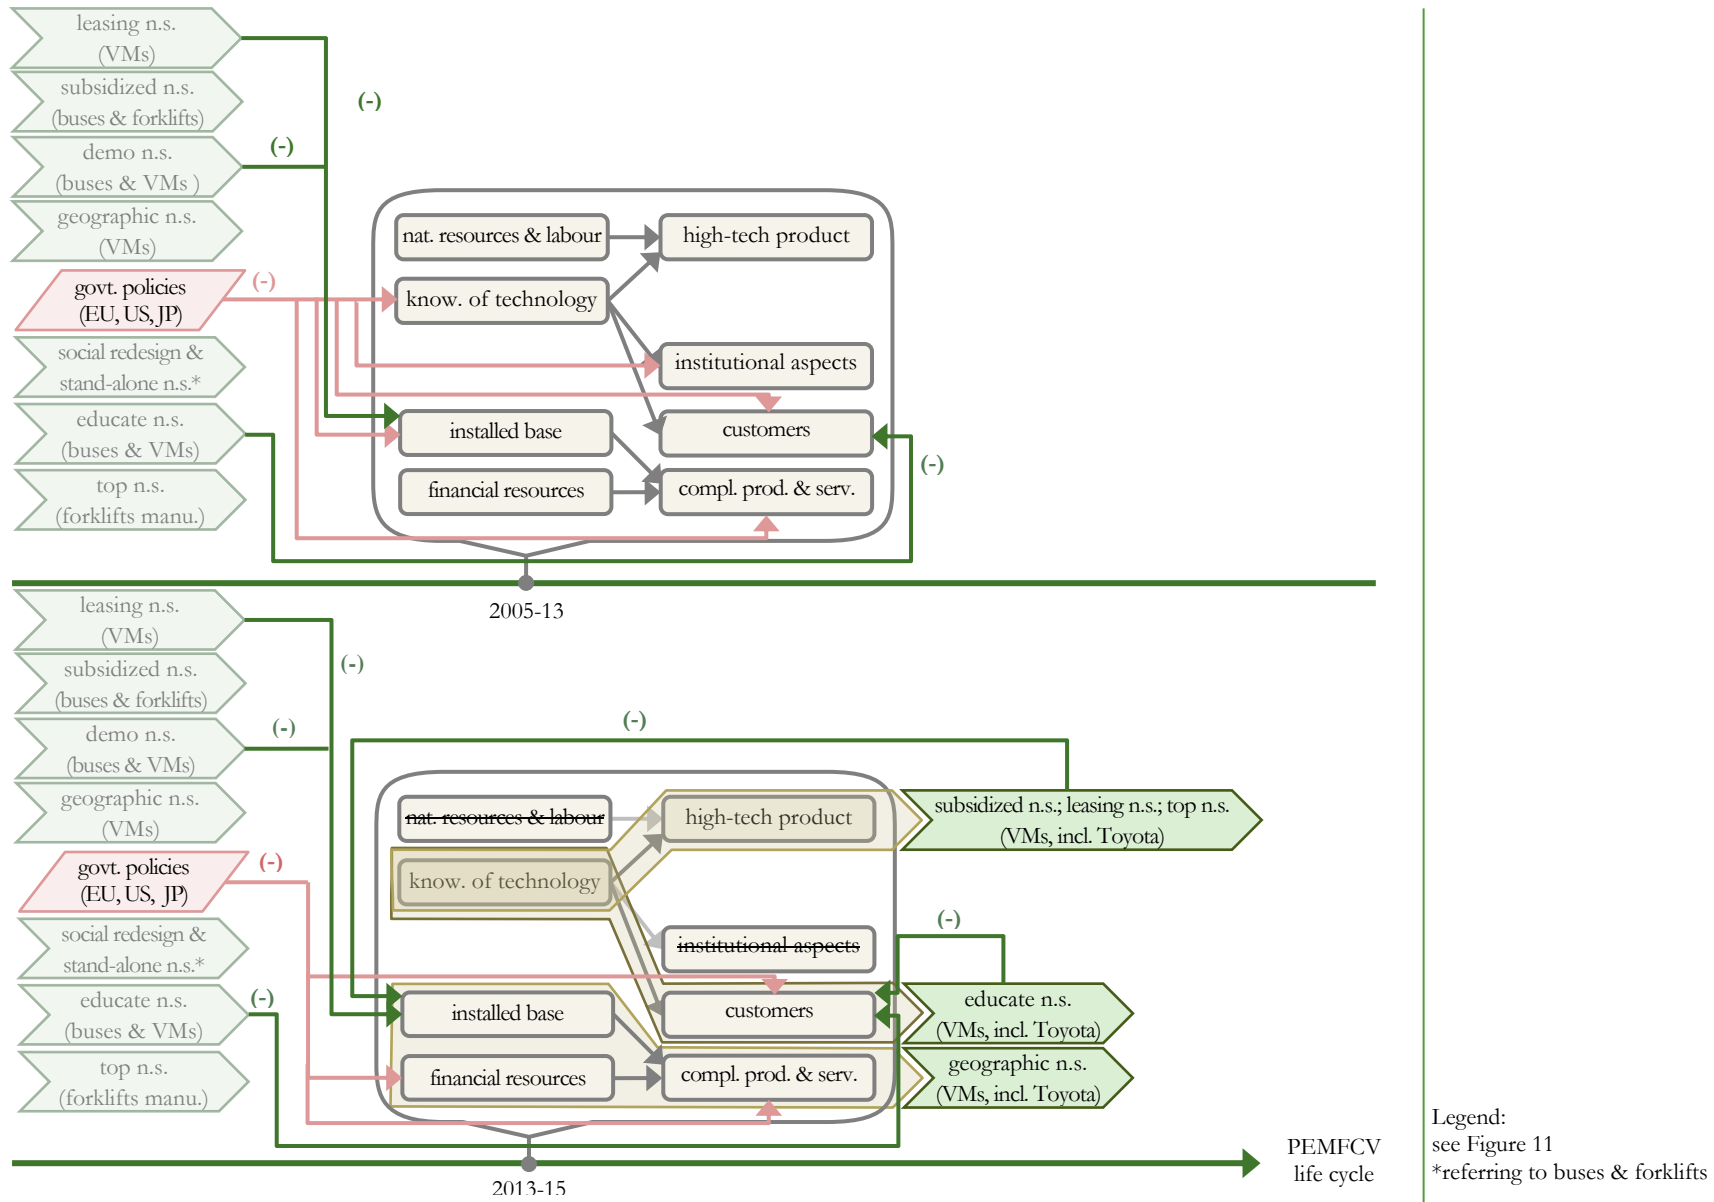 leasing n.s.
(VMs)
subsidized n.s.
(buses & forklifts)
demo n.s.
(buses & VMs )
geographic n.s.
(VMs)
govt. policies
(EU, US, JP)
social redesign &
stand-alone n.s.*
educate n.s.
(buses & VMs)
top n.s.
(forklifts manu.)
(-)
(-)
(-)
(-)
nat. resources & labour
high-tech product
know. of technology
institutional aspects
installed base
customers
financial resources
compl. prod. & serv.
2005-13
leasing n.s.
(VMs)
subsidized n.s.
(buses & forklifts)
demo n.s.
(buses & VMs)
geographic n.s.
(VMs)
govt. policies
(EU, US, JP)
social redesign &
stand-alone n.s.*
educate n.s.
(buses & VMs)
top n.s.
(forklifts manu.)
(-)
(-)
(-)
(-)
(-)
(-)
nat. resources & labour
high-tech product
know. of technology
institutional aspects
installed base
customers
financial resources
compl. prod. & serv.
subsidized n.s.; leasing n.s.; top n.s.
(VMs, incl. Toyota)
educate n.s.
(VMs, incl. Toyota)
geographic n.s.
(VMs, incl. Toyota)
2013-15
PEMFCV
life cycle
Legend:
see Figure 11
*referring to buses & forklifts